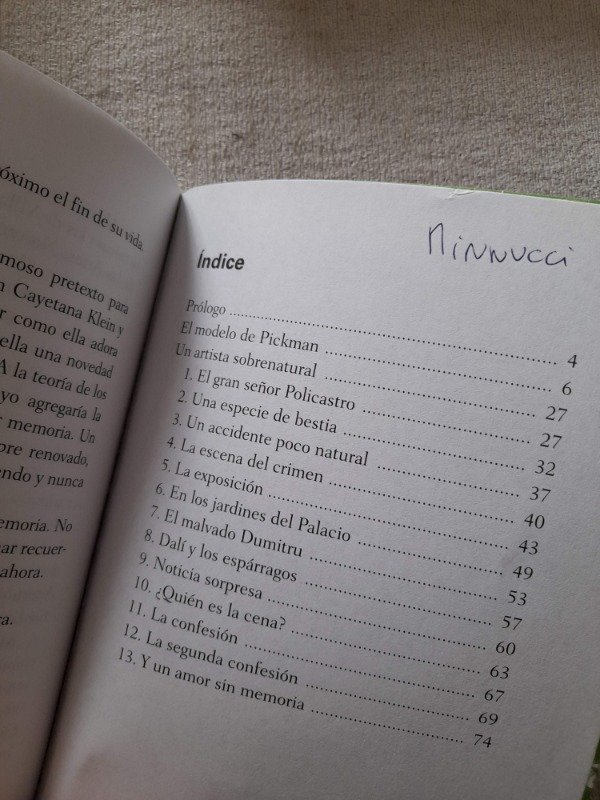 óximo el fin de su vida.
moso pretexto para
n Cayetana Klein y
r como ella adora
ella una novedad
A la teoría de los
yo agregaría la
r memoria. Un
pre renovado,
endo y nunca
emoria. No
nar recuer-
ahora.
ra.
Minnucci
Índice
Prólogo ........ 4
El modelo de Pickman ........ 6
Un artista sobrenatural ........ 27
1. El gran señor Policastro ........ 27
2. Una especie de bestia ........ 32
3. Un accidente poco natural ........ 37
4. La escena del crimen ........ 40
5. La exposición ........ 43
6. En los jardines del Palacio ........ 49
7. El malvado Dumitru ........ 53
8. Dalí y los espárragos ........ 57
9. Noticia sorpresa ........ 60
10. ¿Quién es la cena? ........ 63
11. La confesión ........ 67
12. La segunda confesión ........ 69
13. Y un amor sin memoria ........ 74